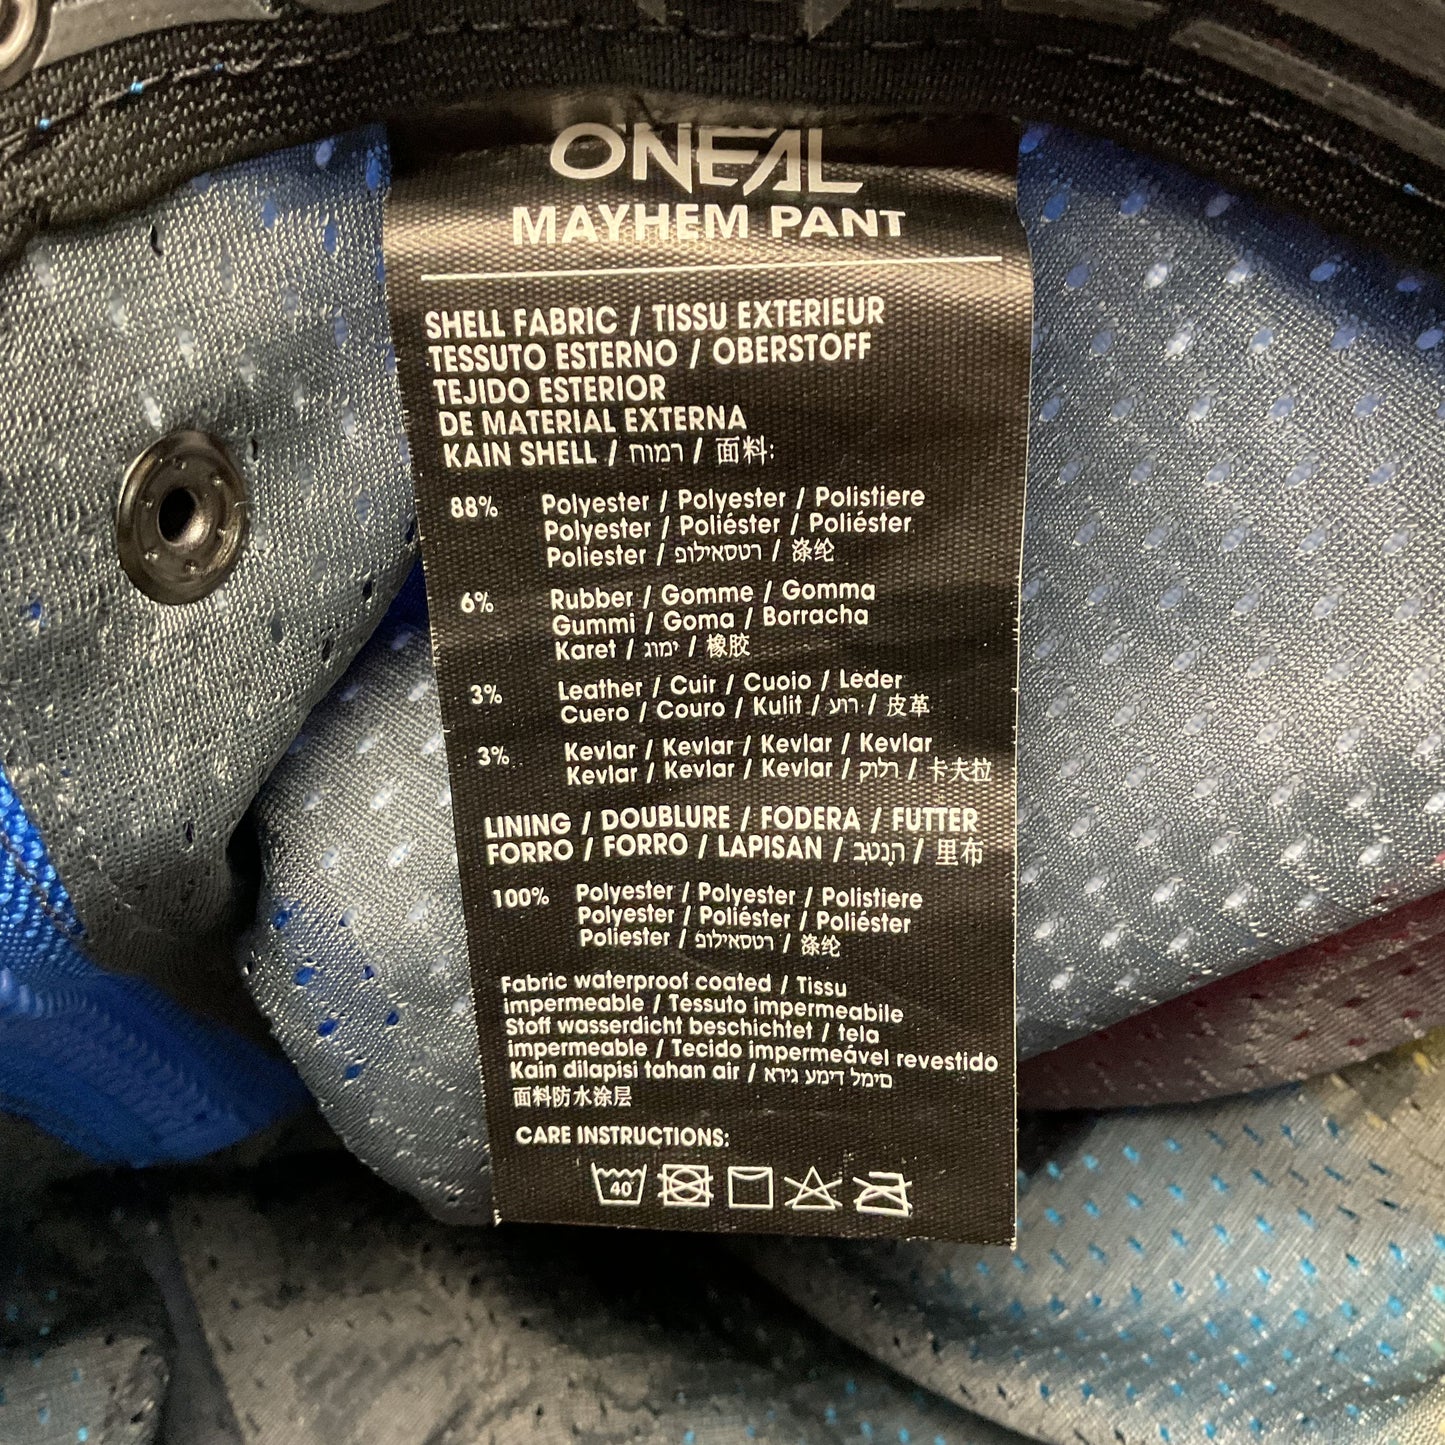 ONEAL
MAYHEM PANT
SHELL FABRIC / TISSU EXTERIEUR
TESSUTO ESTERNO / OBERSTOFF
TEJIDO ESTERIOR
DE MATERIAL EXTERNA
KAIN SHELL / רמוח / 面料:
88% Polyester / Polyester / Polistiere
Polyester / Poliéster / Poliéster
Poliester / רטסאילופ / 涤纶
6% Rubber / Gomme / Gomma
Gummi / Goma / Borracha
Karet / ימוג / 橡胶
3% Leather / Cuir / Cuoio / Leder
Cuero / Couro / Kulit / רוע / 皮革
3% Kevlar / Kevlar / Kevlar / Kevlar
Kevlar / Kevlar / Kevlar / רלוק / 卡夫拉
LINING / DOUBLURE / FODERA / FUTTER
FORRO / FORRO / LAPISAN / הָנטב / 里布
100% Polyester / Polyester / Polistiere
Polyester / Poliéster / Poliéster
Poliester / רטסאילופ / 涤纶
Fabric waterproof coated / Tissu
impermeable / Tessuto impermeabile
Stoff wasserdicht beschichtet / tela
impermeable / Tecido impermeável revestido
Kain dilapisi tahan air / םימל דימע גירא
面料防水涂层
CARE INSTRUCTIONS:
40